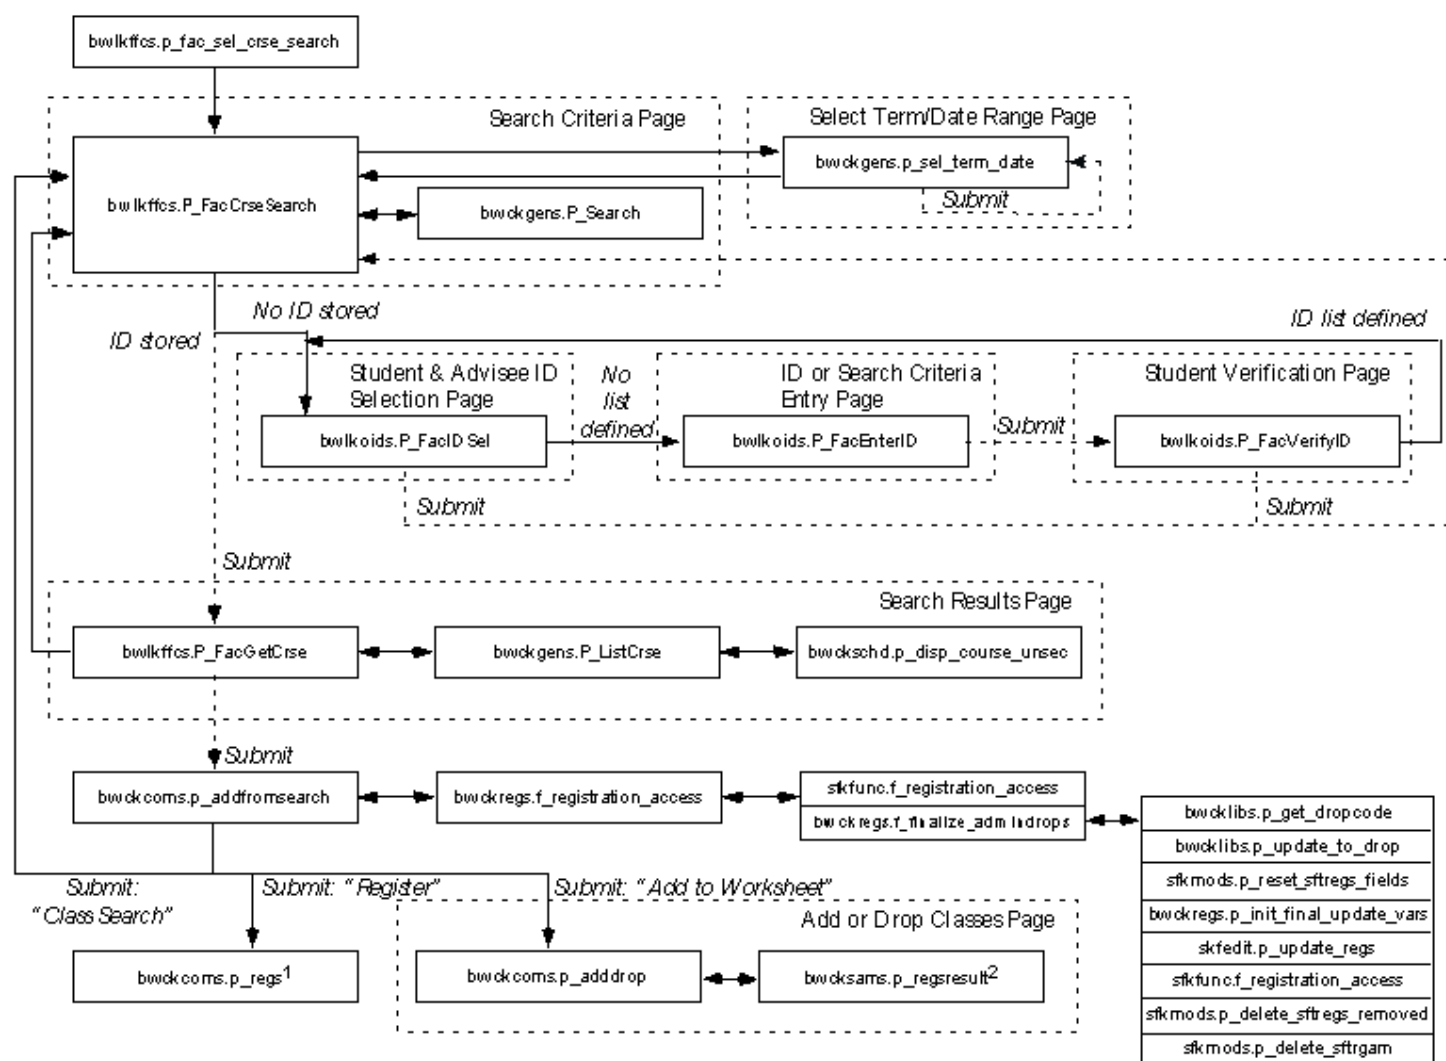 bwlkffcs.p_fac_sel_crse_search
Search Criteria Page
Select Term/Date Range Page
bwckgens.p_sel_term_date
bwlkffcs.P_FacCrseSearch
bwckgens.P_Search
Submit
No ID stored
ID stored
ID list defined
Student & Advisee ID
Selection Page
No
list
defined
ID or Search Criteria
Entry Page
Student Verification Page
bwlkoids.P_FacIDSel
bwlkoids.P_FacEnterID
Submit
bwlkoids.P_FacVerifyID
Submit
Submit
Submit
Search Results Page
bwlkffcs.P_FacGetCrse
bwckgens.P_ListCrse
bwckschd.p_disp_course_unsec
Submit
bwckcoms.p_addfromsearch
bwckregs.f_registration_access
sfkfunc.f_registration_access
bwckregs.f_finalize_admindrops
bwcklibs.p_get_dropcode
bwcklibs.p_update_to_drop
sfkmods.p_reset_sftregs_fields
bwckregs.p_init_final_update_vars
skfedit.p_update_regs
sfkfunc.f_registration_access
sfkmods.p_delete_sftregs_removed
sfkmods.p_delete_sftrgam
Submit:
"Class Search"
Submit: "Register"
Submit: "Add to Worksheet"
Add or Drop Classes Page
bwckcoms.p_regs1
bwckcoms.p_adddrop
bwcksams.p_regsresult2